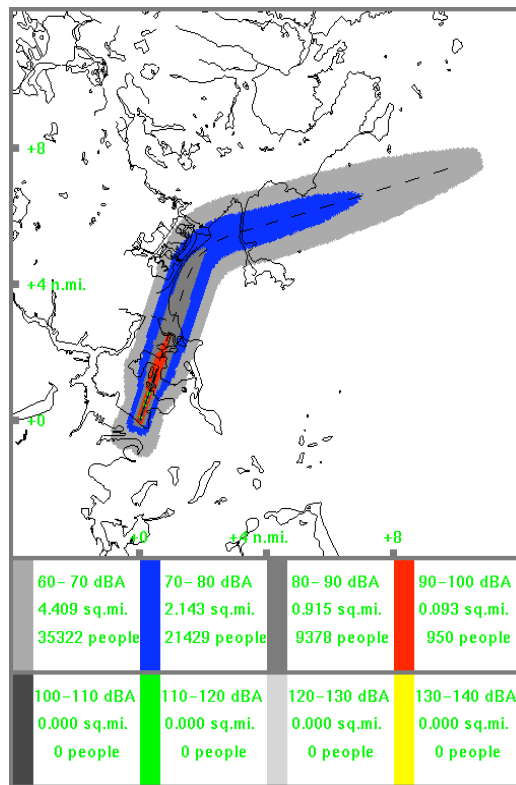 +8
+4 n.mi.
+0
+0
+4 n.mi.
+8
60-70 dBA
4.409 sq.mi.
35322 people
70-80 dBA
2.143 sq.mi.
21429 people
80-90 dBA
0.915 sq.mi.
9378 people
90-100 dBA
0.093 sq.mi.
950 people
100-110 dBA
0.000 sq.mi.
0 people
110-120 dBA
0.000 sq.mi.
0 people
120-130 dBA
0.000 sq.mi.
0 people
130-140 dBA
0.000 sq.mi.
0 people